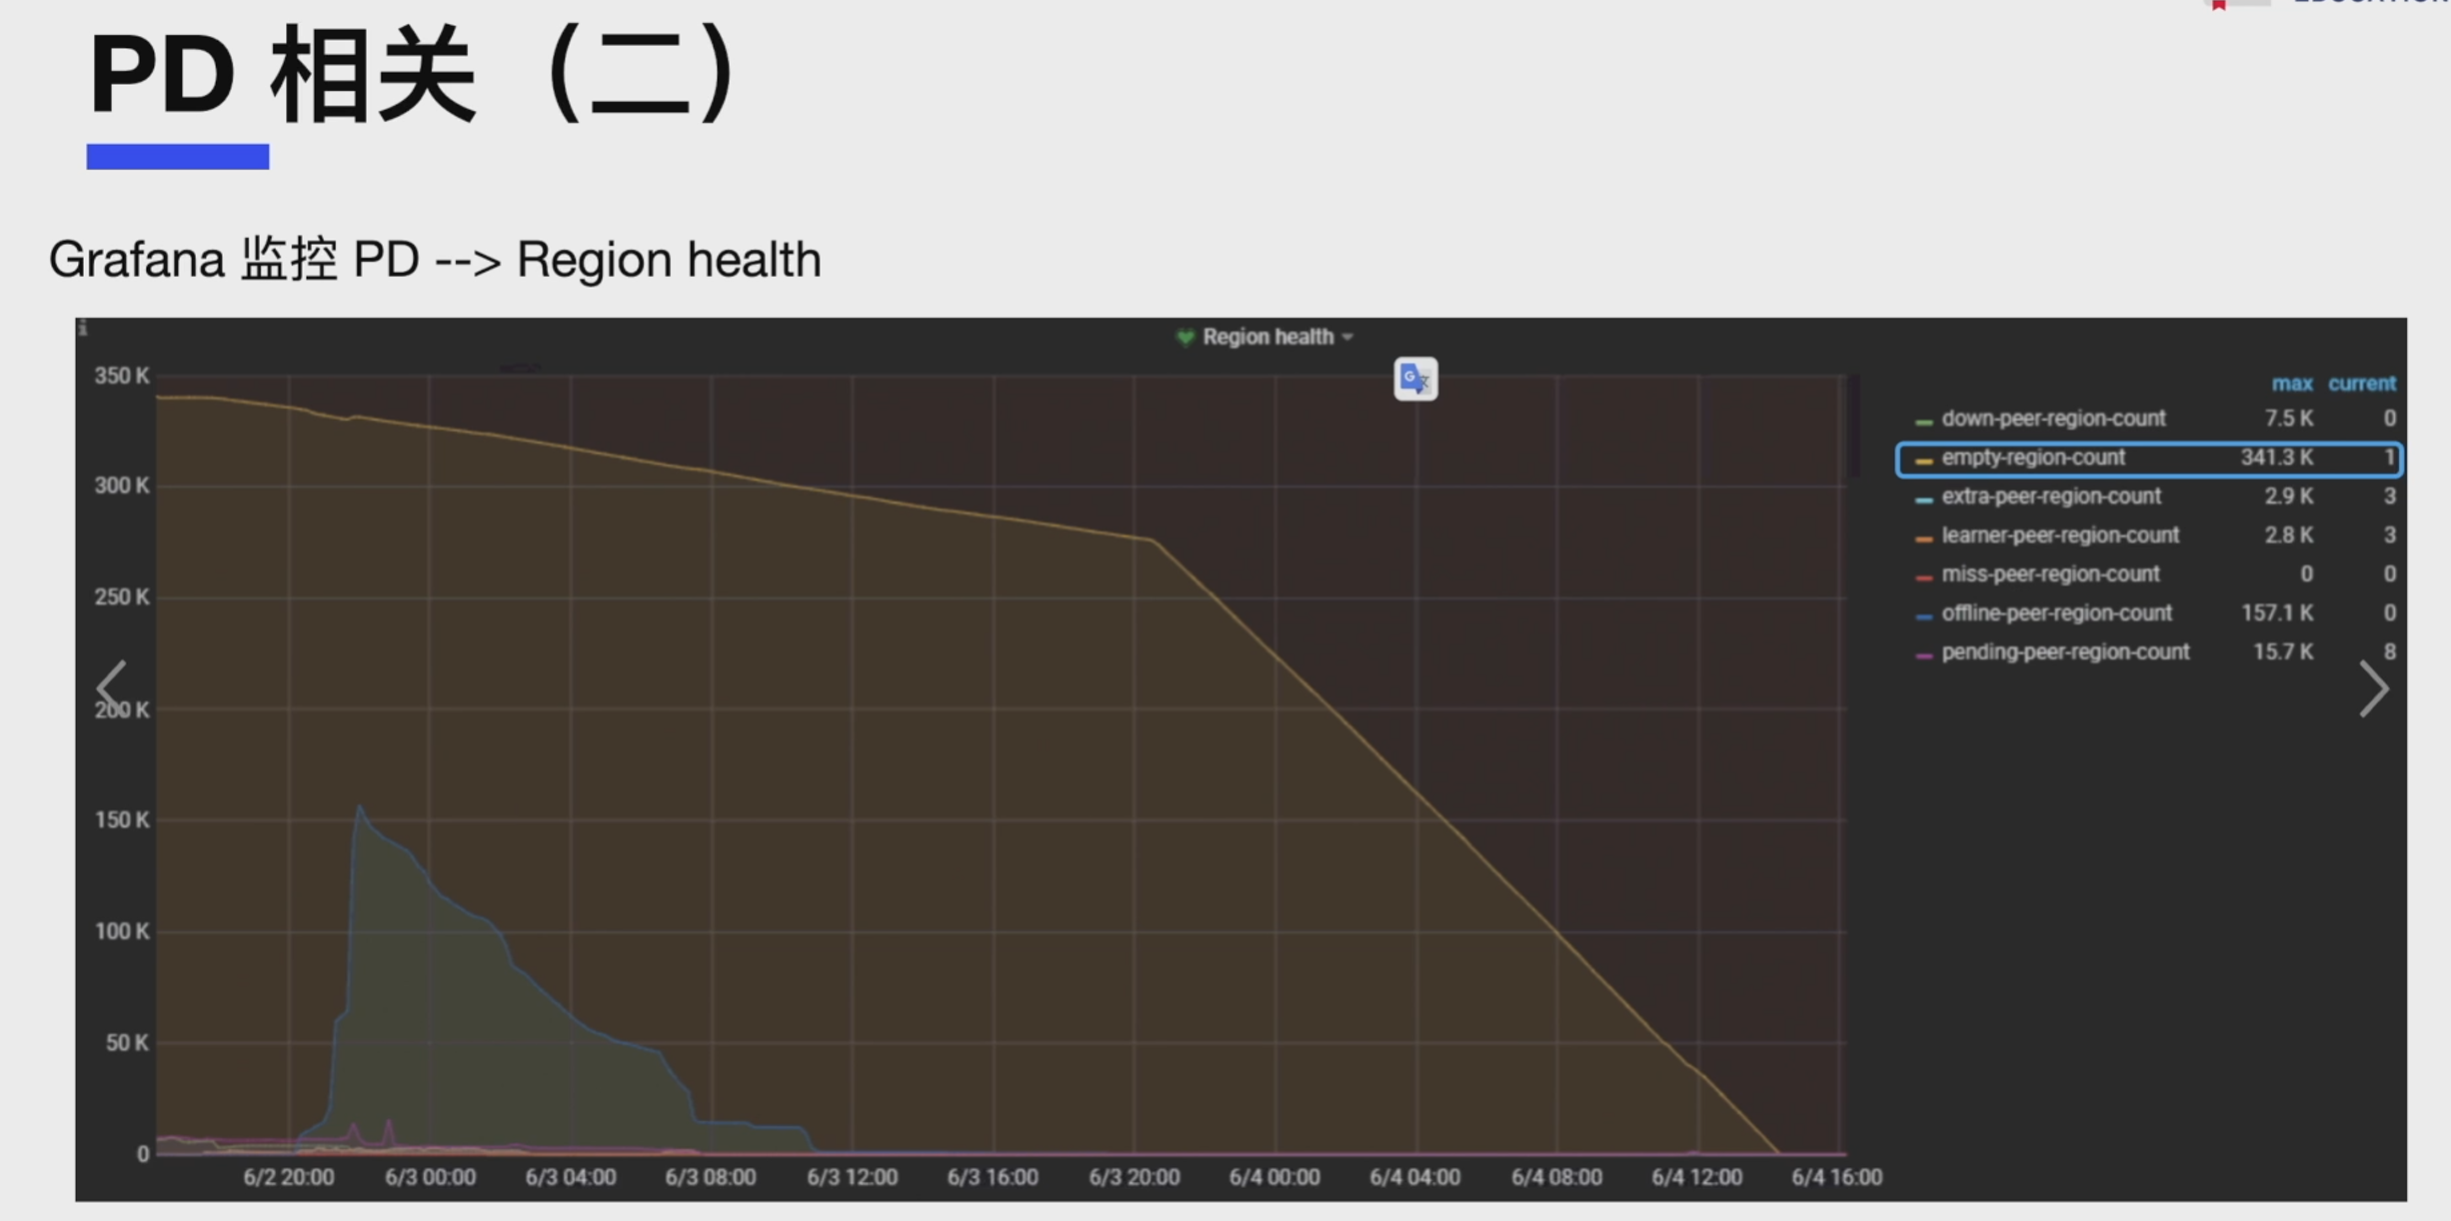 PD 相关（二）
Grafana 监控 PD --> Region health
Region health
350 K
300 K
250 K
200 K
150 K
100 K
50 K
0
6/2 20:00 6/3 00:00 6/3 04:00 6/3 08:00 6/3 12:00 6/3 16:00 6/3 20:00 6/4 00:00 6/4 04:00 6/4 08:00 6/4 12:00 6/4 16:00
max current
down-peer-region-count 7.5 K 0
empty-region-count 341.3 K 1
extra-peer-region-count 2.9 K 3
learner-peer-region-count 2.8 K 3
miss-peer-region-count 0 0
offline-peer-region-count 157.1 K 0
pending-peer-region-count 15.7 K 8